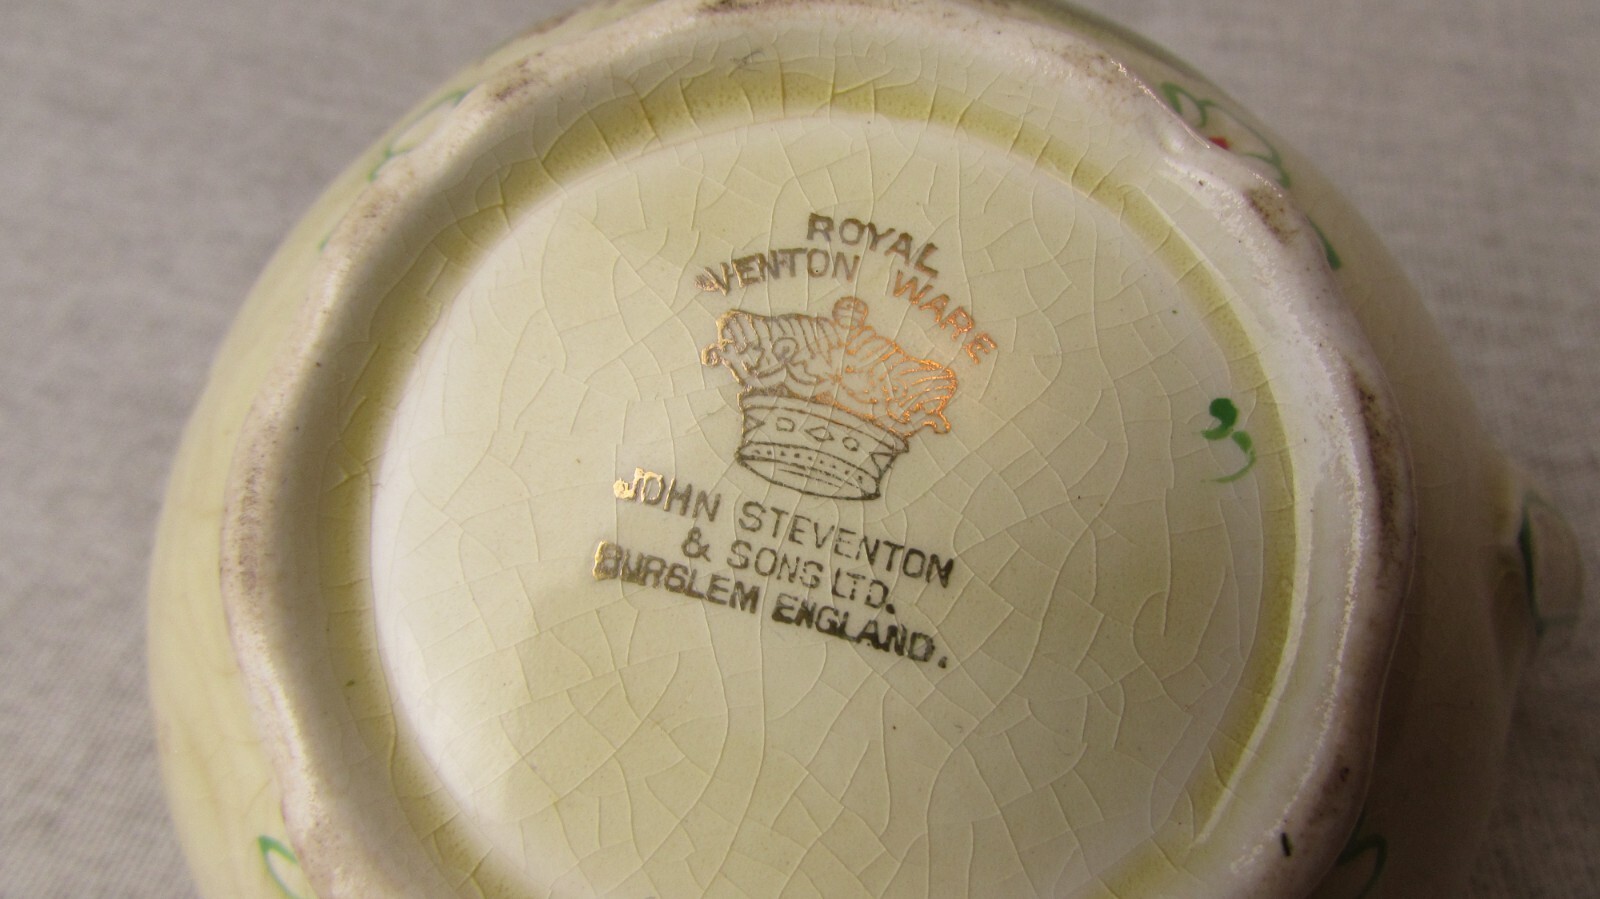 ROYAL
VENTON WARE
JOHN STEVENTON
& SONS LTD.
BURSLEM ENGLAND.